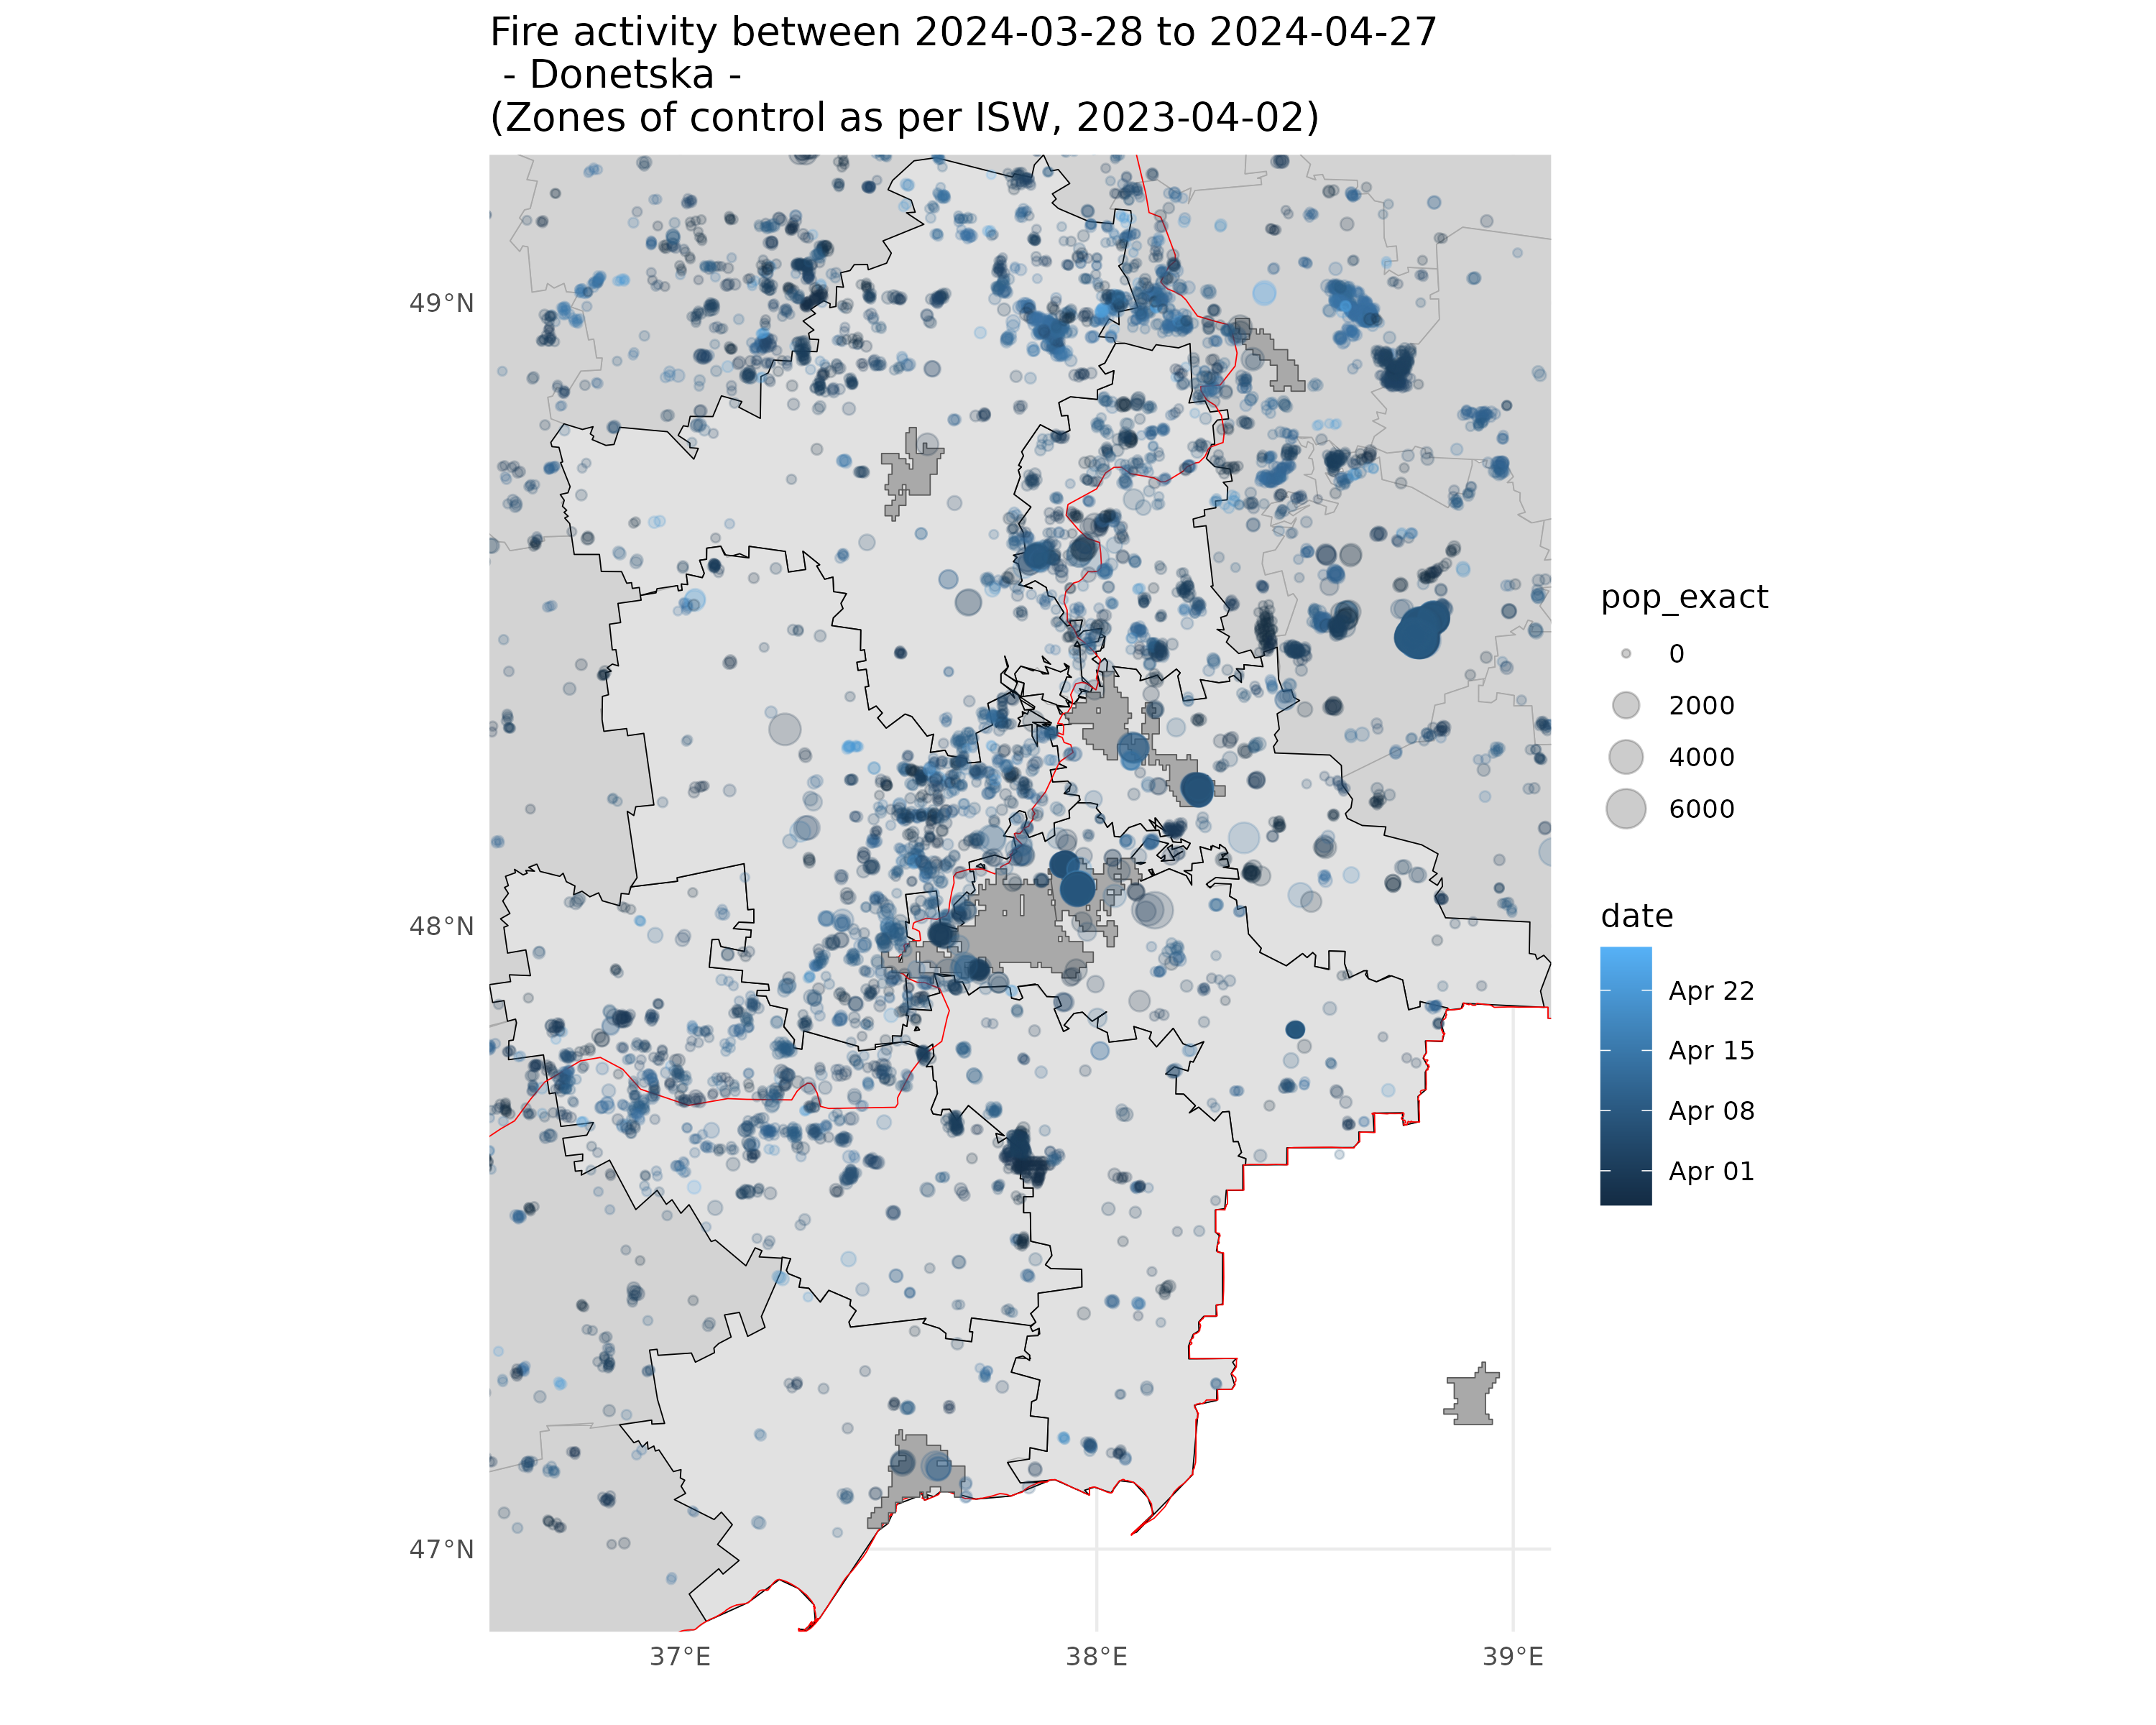 Fire activity between 2024-03-28 to 2024-04-27
- Donetska -
(Zones of control as per ISW, 2023-04-02)
49°N
48°N
47°N
37°E
38°E
39°E
pop_exact
0
2000
4000
6000
date
Apr 22
Apr 15
Apr 08
Apr 01